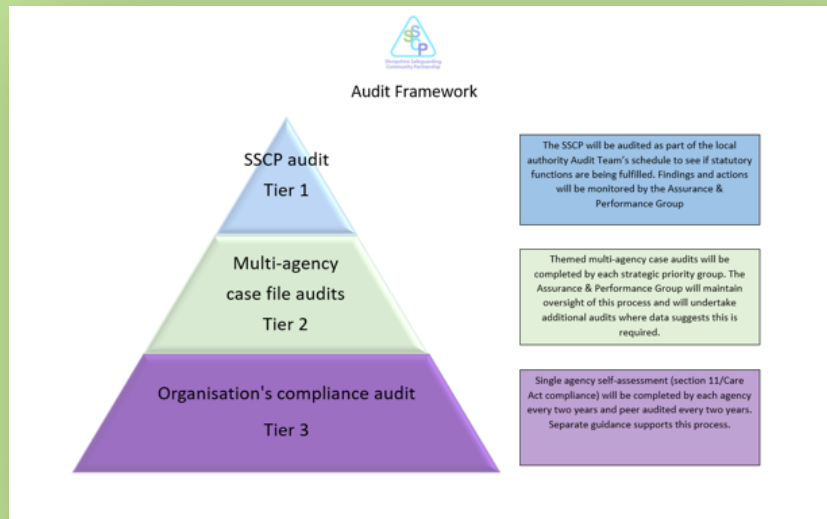 SSCP
Shropshire Safeguarding
Community Partnership
Audit Framework
SSCP audit
Tier 1
The SSCP will be audited as part of the local
authority Audit Team's schedule to see if statutory
functions are being fulfilled. Findings and actions
will be monitored by the Assurance &
Performance Group
Multi-agency
case file audits
Tier 2
Themed multi-agency case audits will be
completed by each strategic priority group. The
Assurance & Performance Group will maintain
oversight of this process and will undertake
additional audits where data suggests this is
required.
Organisation's compliance audit
Tier 3
Single agency self-assessment (section 11/Care
Act compliance) will be completed by each agency
every two years and peer audited every two years.
Separate guidance supports this process.